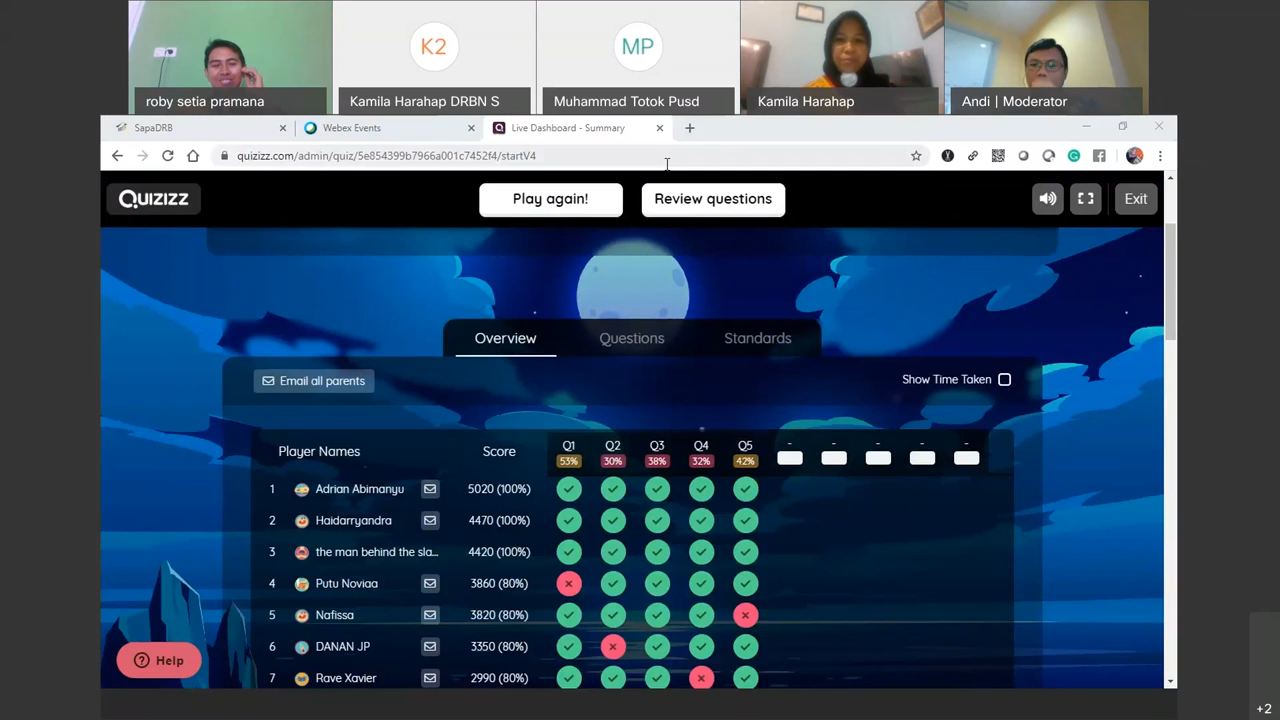 K2
MP
roby setia pramana
Kamila Harahap DRBN S
Muhammad Totok Pusd
Kamila Harahap
Andi | Moderator
SapaDRB
Webex Events
Live Dashboard - Summary
quizizz.com/admin/quiz/5e854399b7966a001c7452f4/startV4
QUIZIZZ
Play again!
Review questions
Exit
Overview
Questions
Standards
Email all parents
Show Time Taken
Player Names Score Q1 Q2 Q3 Q4 Q5 - - - - -
53% 30% 38% 32% 42%
1 Adrian Abimanyu 5020 (100%)
2 Haidarryandra 4470 (100%)
3 the man behind the sla... 4420 (100%)
4 Putu Noviaa 3860 (80%)
5 Nafissa 3820 (80%)
6 DANAN JP 3350 (80%)
7 Rave Xavier 2990 (80%)
Help
+2